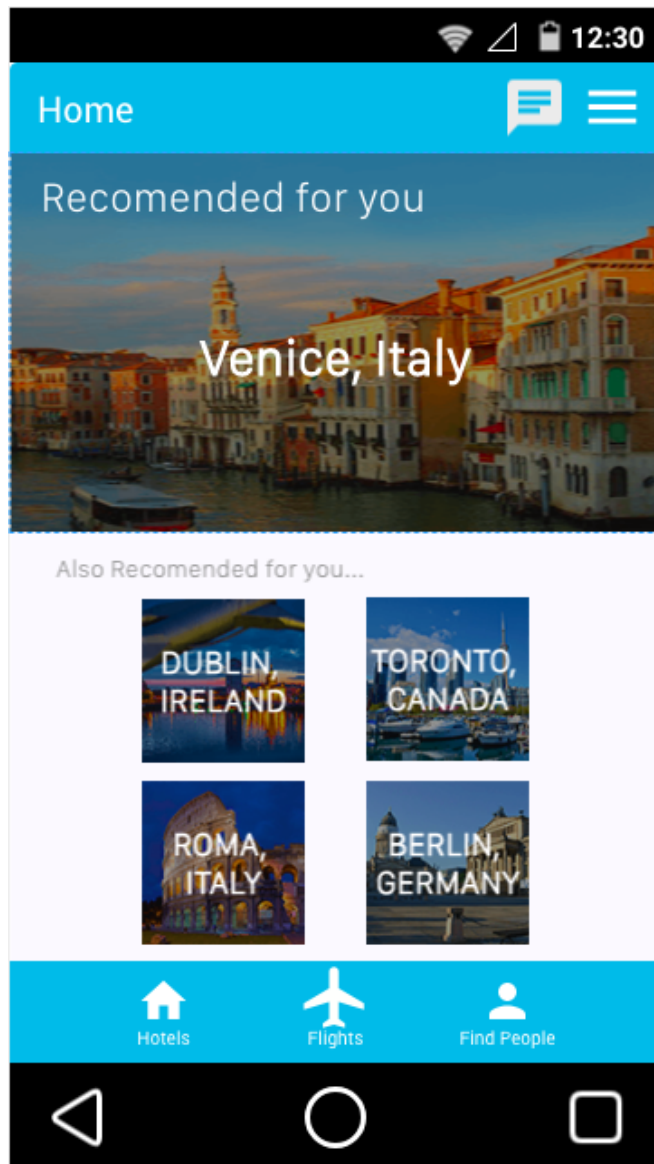 12:30
Home
Recomended for you
Venice, Italy
Also Recomended for you...
DUBLIN,
IRELAND
TORONTO,
CANADA
ROMA,
ITALY
BERLIN,
GERMANY
Hotels
Flights
Find People